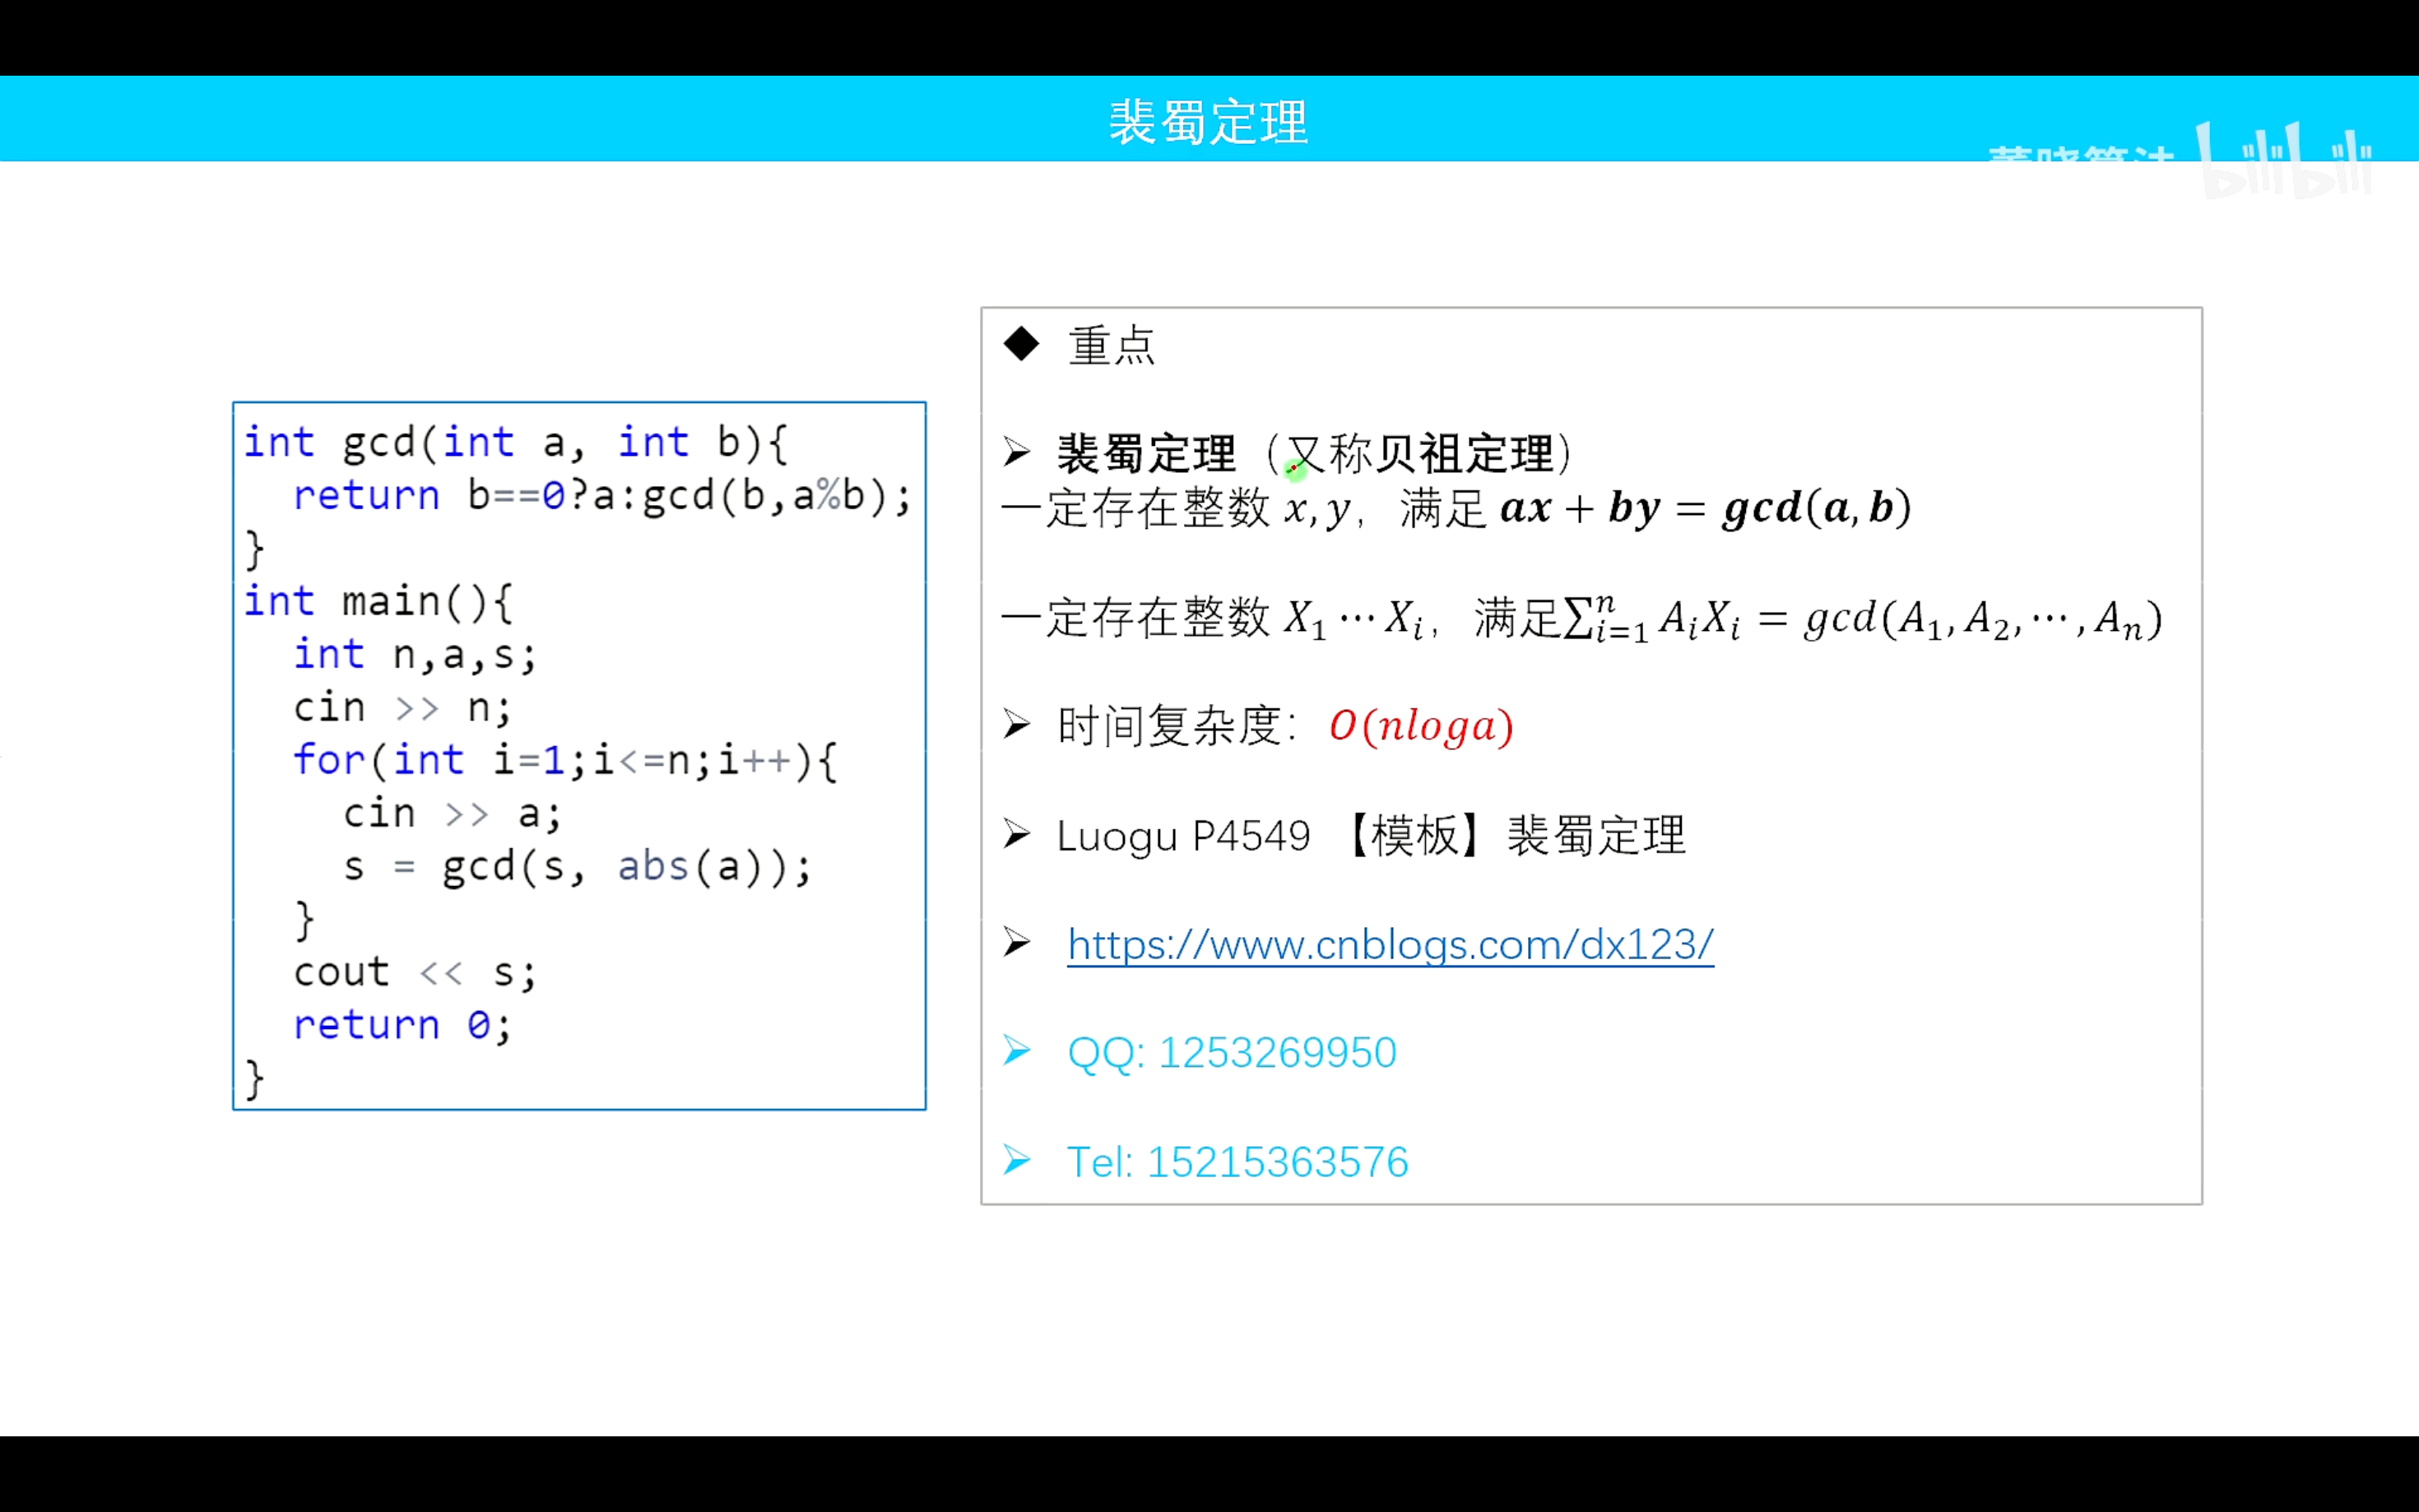 裴蜀定理
bilibili
int gcd(int a, int b){
  return b==0?a:gcd(b,a%b);
}
int main(){
  int n,a,s;
  cin >> n;
  for(int i=1;i<=n;i++){
    cin >> a;
    s = gcd(s, abs(a));
  }
  cout << s;
  return 0;
}
◆ 重点
➢ 裴蜀定理（又称贝祖定理）
一定存在整数 x,y，满足 ax + by = gcd(a,b)
一定存在整数 X₁ ⋯ Xᵢ，满足∑ⁿᵢ₌₁ AᵢXᵢ = gcd(A₁, A₂, ⋯ , Aₙ)
➢ 时间复杂度：O(nloga)
➢ Luogu P4549 【模板】裴蜀定理
➢ https://www.cnblogs.com/dx123/
➢ QQ: 1253269950
➢ Tel: 15215363576